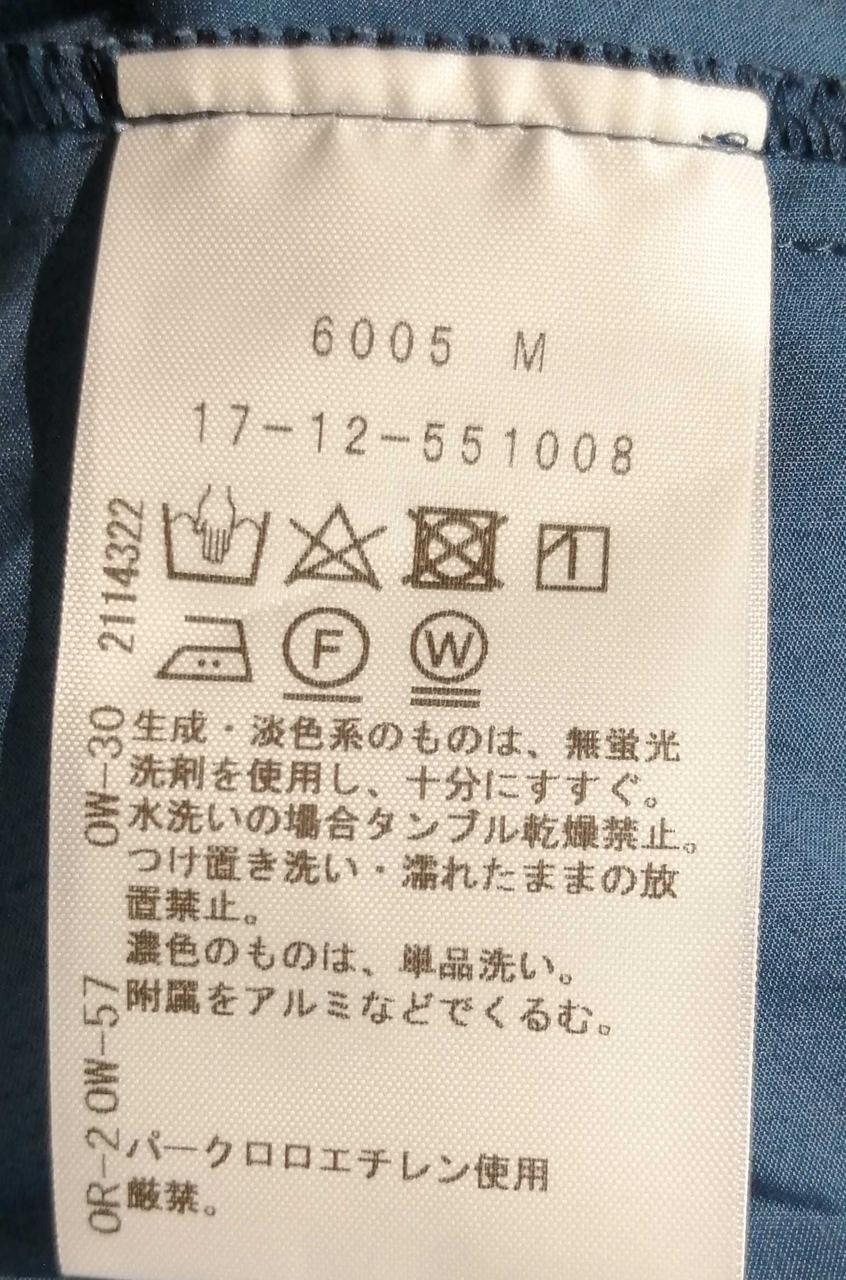 6005 M
17-12-551008
F W
生成・淡色系のものは、無蛍光
洗剤を使用し、十分にすすぐ。
水洗いの場合タンブル乾燥禁止。
つけ置き洗い・濡れたままの放
置禁止。
濃色のものは、単品洗い。
附属をアルミなどでくるむ。
パークロロエチレン使用
厳禁。
OR-2 OW-57 OW-30 2114322